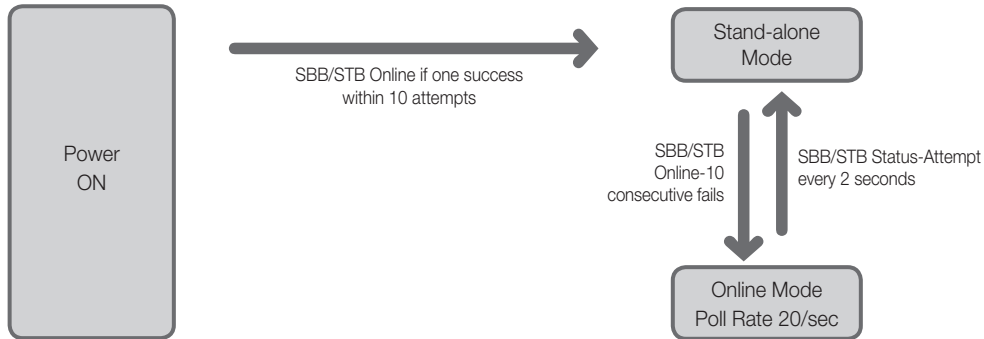 Power
ON
SBB/STB Online if one success
within 10 attempts
Stand-alone
Mode
SBB/STB
Online-10
consecutive fails
SBB/STB Status-Attempt
every 2 seconds
Online Mode
Poll Rate 20/sec